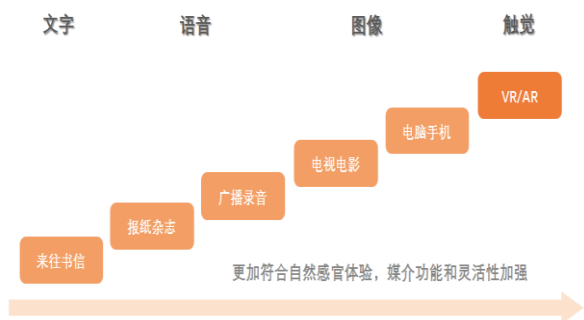 文字 语音 图像 触觉
VR/AR
电脑手机
电视电影
广播录音
报纸杂志
来往书信
更加符合自然感官体验，媒介功能和灵活性加强